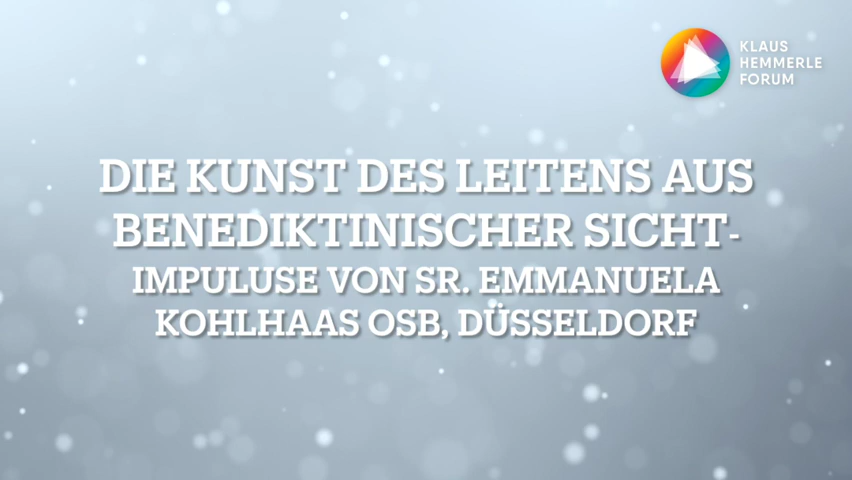 KLAUS
HEMMERLE
FORUM
DIE KUNST DES LEITENS AUS
BENEDIKTINISCHER SICHT-
IMPULUSE VON SR. EMMANUELA
KOHLHAAS OSB, DÜSSELDORF